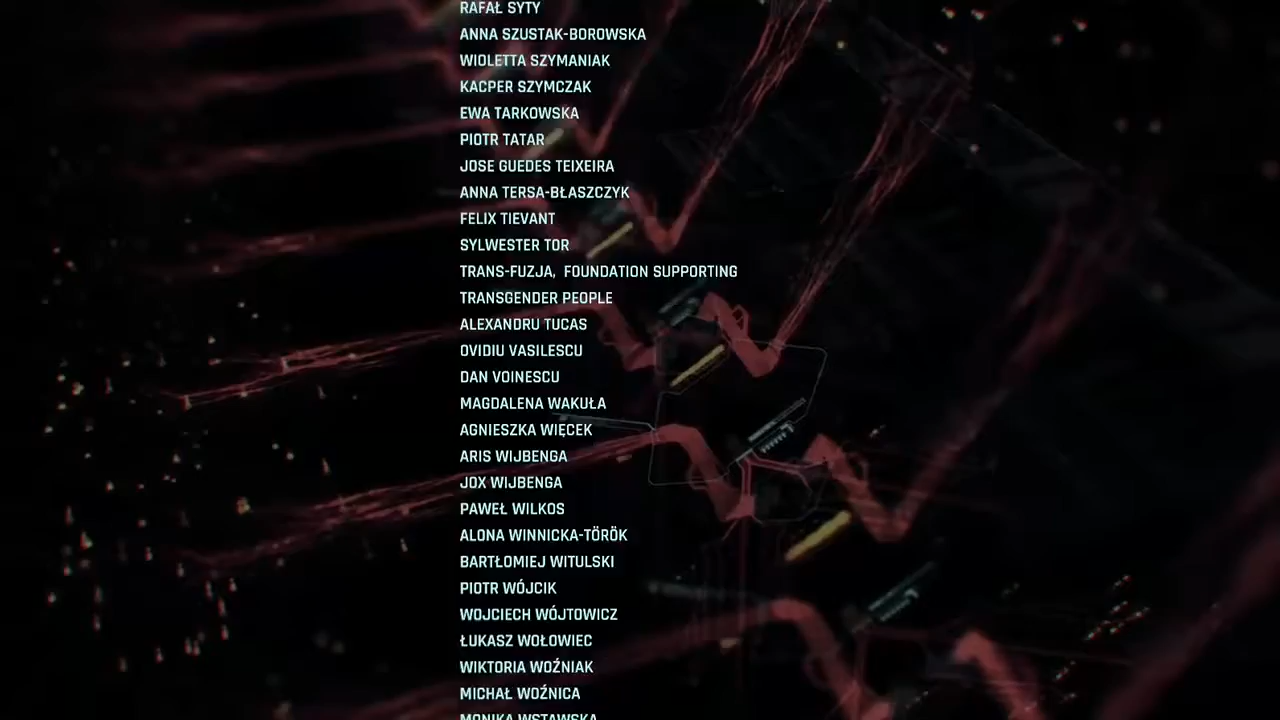 RAFAŁ SYTY
ANNA SZUSTAK-BOROWSKA
WIOLETTA SZYMANIAK
KACPER SZYMCZAK
EWA TARKOWSKA
PIOTR TATAR
JOSE GUEDES TEIXEIRA
ANNA TERSA-BŁASZCZYK
FELIX TIEVANT
SYLWESTER TOR
TRANS-FUZJA, FOUNDATION SUPPORTING
TRANSGENDER PEOPLE
ALEXANDRU TUCAS
OVIDIU VASILESCU
DAN VOINESCU
MAGDALENA WAKUŁA
AGNIESZKA WIĘCEK
ARIS WIJBENGA
JOX WIJBENGA
PAWEŁ WILKOS
ALONA WINNICKA-TÖRÖK
BARTŁOMIEJ WITULSKI
PIOTR WÓJCIK
WOJCIECH WÓJTOWICZ
ŁUKASZ WOŁOWIEC
WIKTORIA WOŹNIAK
MICHAŁ WOŹNICA
MONIKA WSTAWSKA